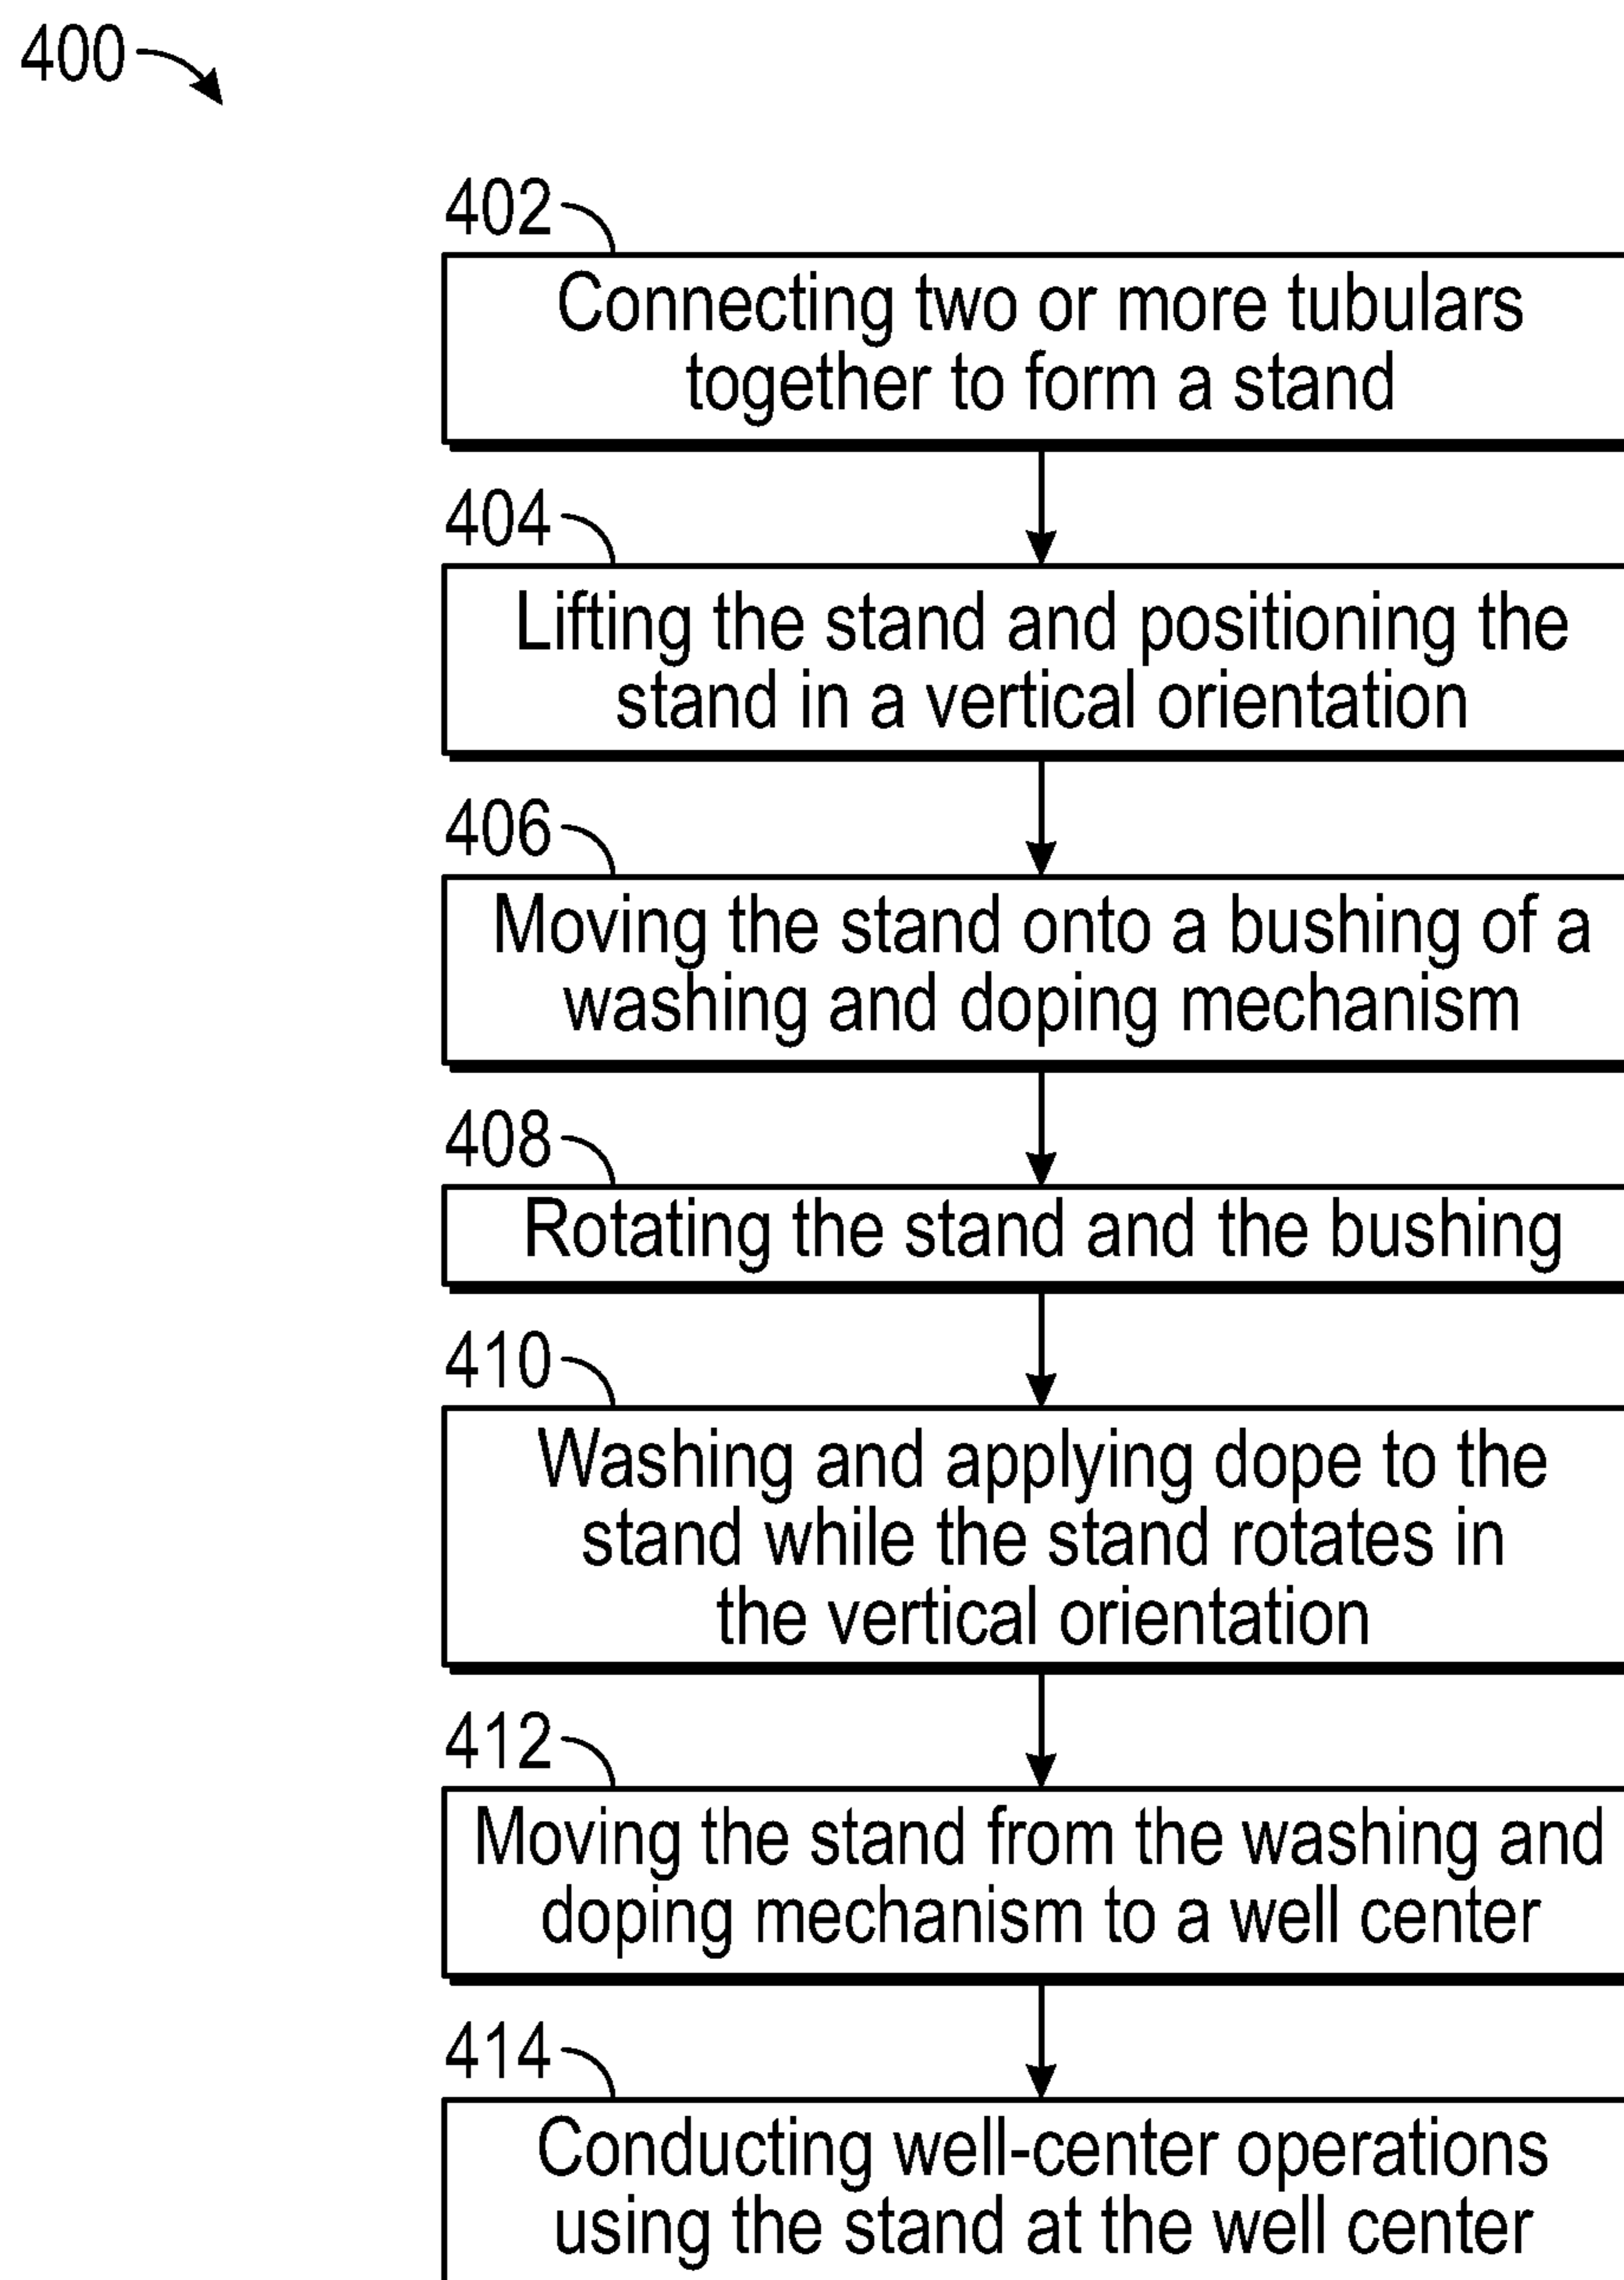 400
402
Connecting two or more tubulars
together to form a stand
404
Lifting the stand and positioning the
stand in a vertical orientation
406
Moving the stand onto a bushing of a
washing and doping mechanism
408
Rotating the stand and the bushing
410
Washing and applying dope to the
stand while the stand rotates in
the vertical orientation
412
Moving the stand from the washing and
doping mechanism to a well center
414
Conducting well-center operations
using the stand at the well center